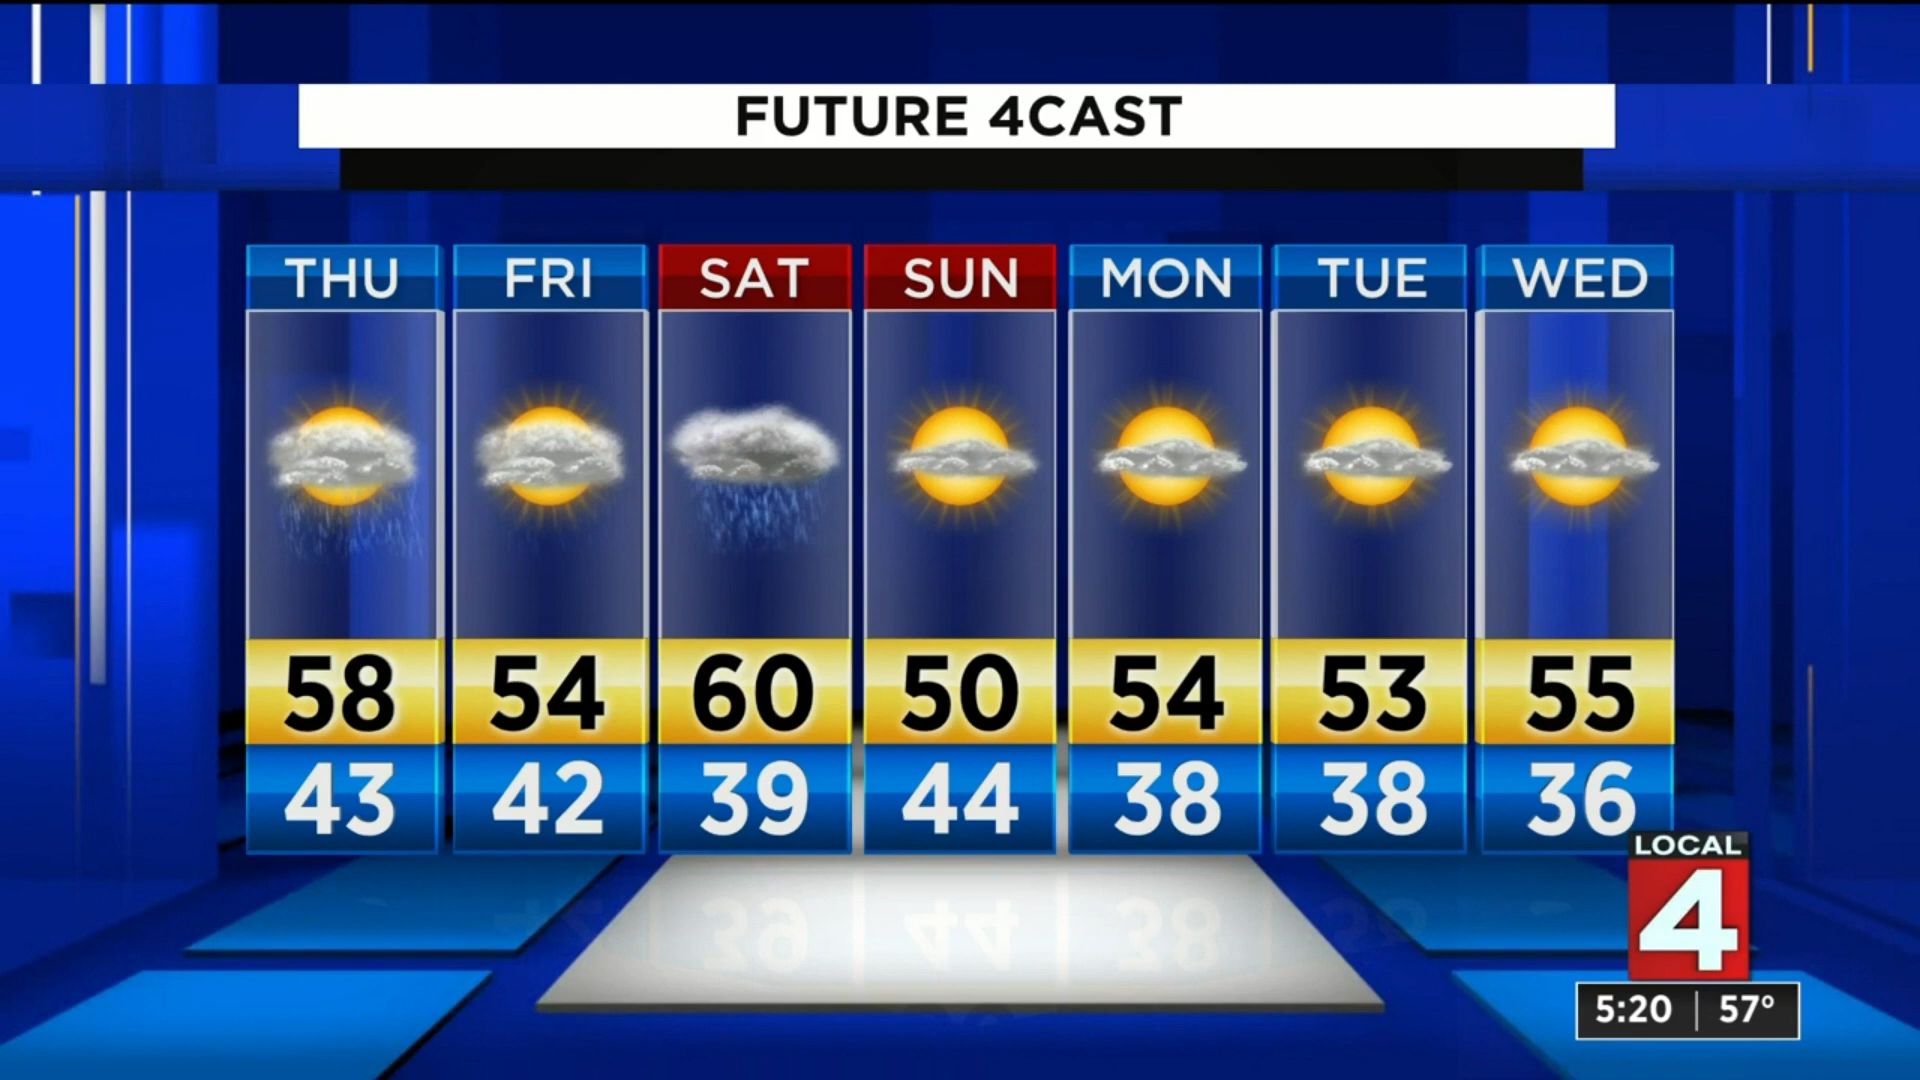 FUTURE 4CAST
THU FRI SAT SUN MON TUE WED
58 54 60 50 54 53 55
43 42 39 44 38 38 36
LOCAL
4
5:20 | 57°